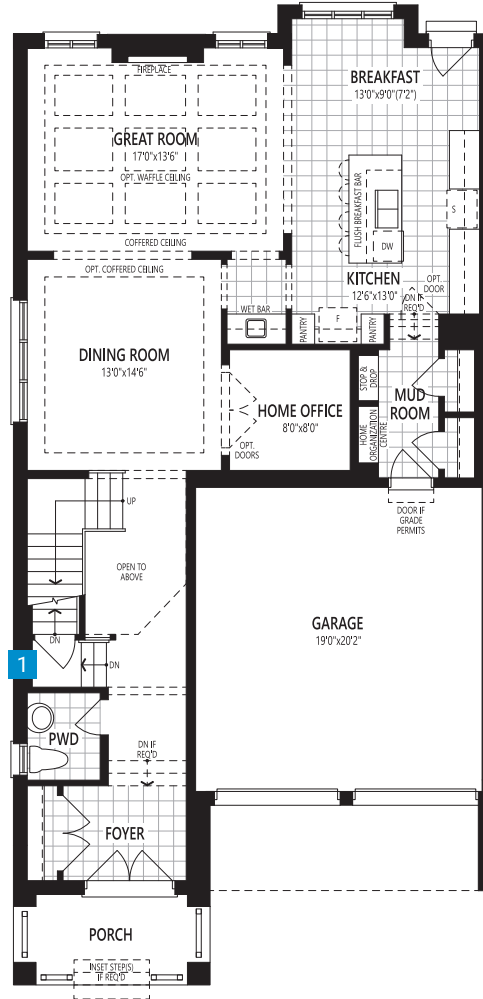 FIREPLACE
GREAT ROOM
17'0"x13'6"
OPT. WAFFLE CEILING
COFFERED CEILING
BREAKFAST
13'0"x9'0"(7'2")
FLUSH BREAKFAST BAR
DW
S
KITCHEN
12'6"x13'0"
OPT.
DOOR
DN IF
REQ'D
OPT. COFFERED CEILING
DINING ROOM
13'0"x14'6"
WET BAR
PANTRY
F
PANTRY
HOME OFFICE
8'0"x8'0"
OPT.
DOORS
STOP &
DROP
MUD
ROOM
HOME
ORGANIZATION
CENTRE
DOOR IF
GRADE
PERMITS
UP
OPEN TO
ABOVE
DN
DN
1
GARAGE
19'0"x20'2"
PWD
DN IF
REQ'D
FOYER
PORCH
INSET STEP(S)
IF REQ'D